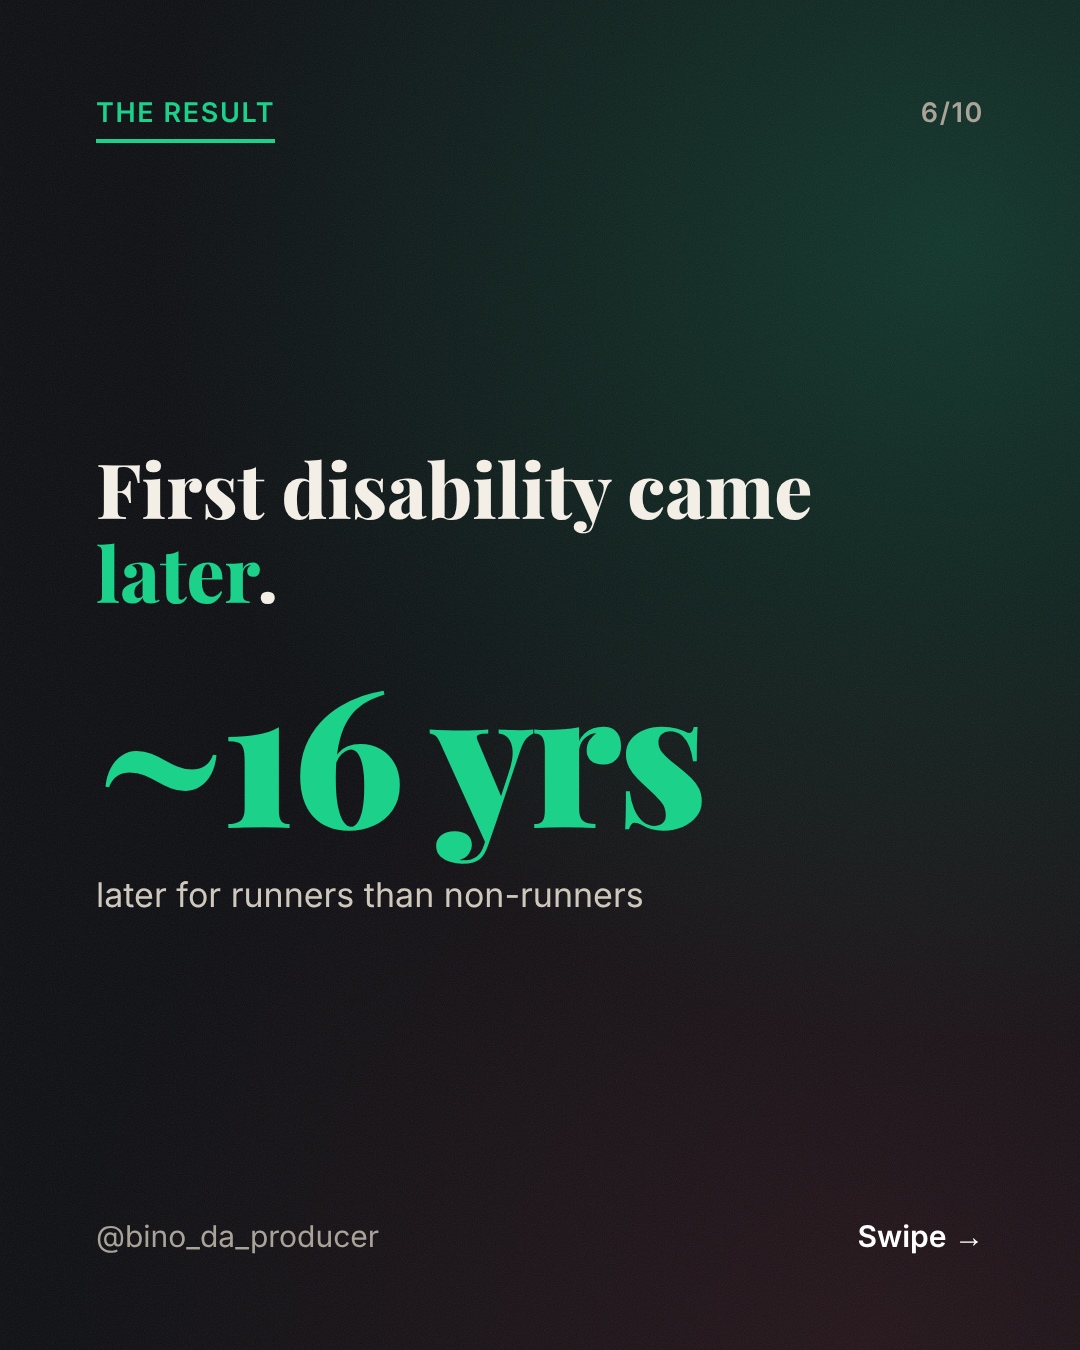 THE RESULT
6/10
First disability came
later.
~16 yrs
later for runners than non-runners
@bino_da_producer
Swipe →